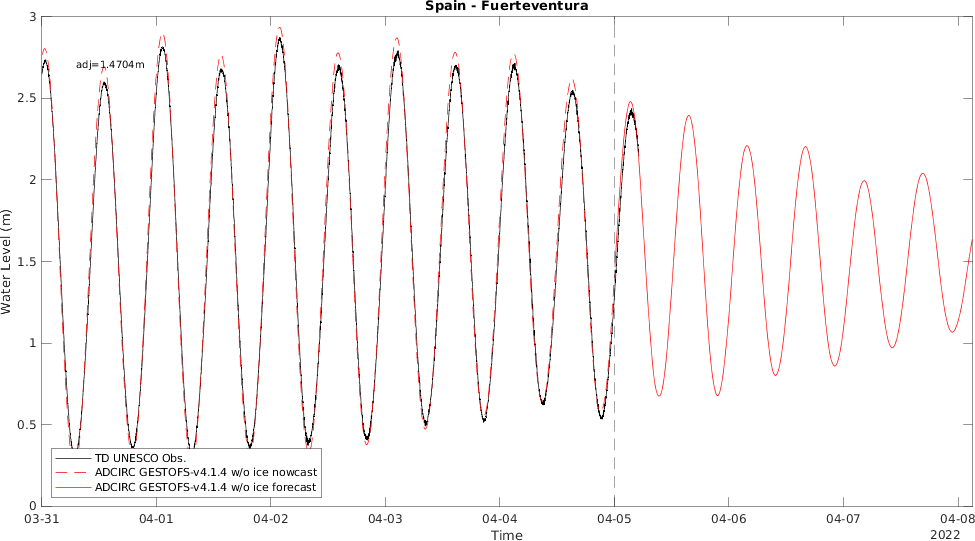 Spain - Fuerteventura
adj=1.4704m
3
2.5
2
1.5
1
0.5
0
Water Level (m)
TD UNESCO Obs.
ADCIRC GESTOFS-v4.1.4 w/o ice nowcast
ADCIRC GESTOFS-v4.1.4 w/o ice forecast
03-31 04-01 04-02 04-03 04-04 04-05 04-06 04-07 04-08
Time
2022